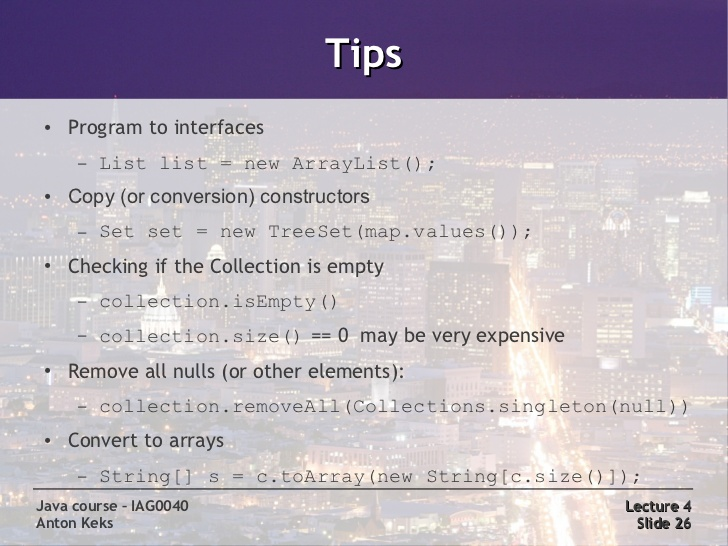 Tips
• Program to interfaces
– List list = new ArrayList();
• Copy (or conversion) constructors
– Set set = new TreeSet(map.values());
• Checking if the Collection is empty
– collection.isEmpty()
– collection.size() == 0 may be very expensive
• Remove all nulls (or other elements):
– collection.removeAll(Collections.singleton(null))
• Convert to arrays
– String[] s = c.toArray(new String[c.size()]);
Java course – IAG0040
Anton Keks
Lecture 4
Slide 26